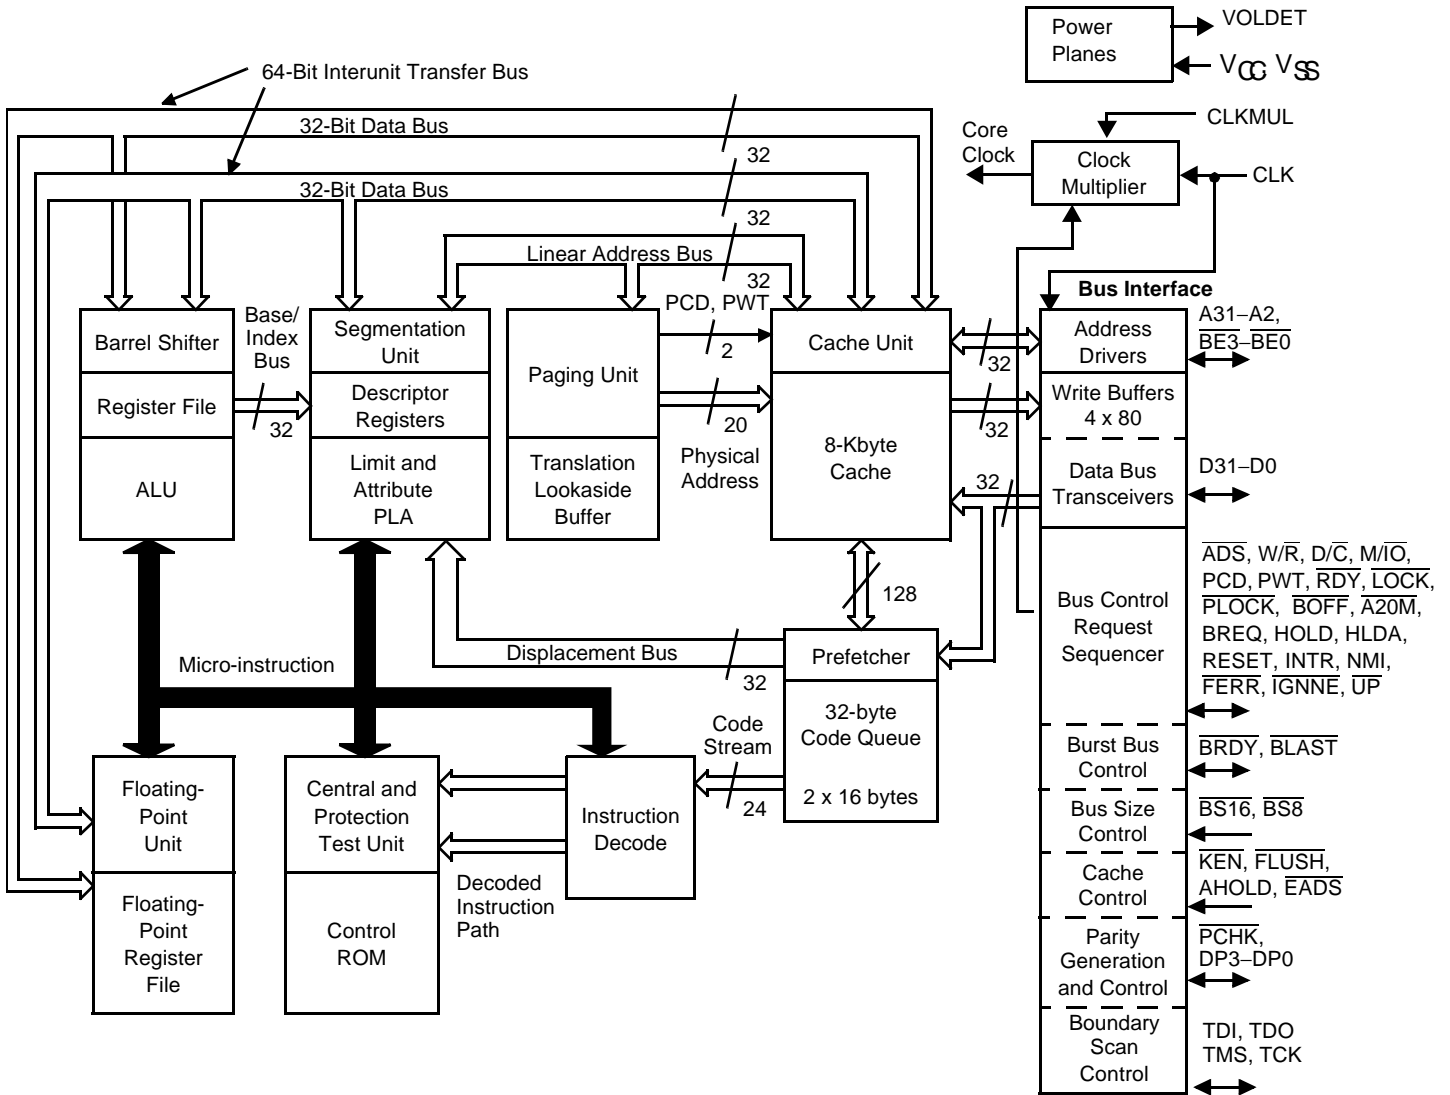 Power
Planes
VOLDET
VCC, VSS
64-Bit Interunit Transfer Bus
32-Bit Data Bus
32
32-Bit Data Bus
32
Linear Address Bus
32
CLKMUL
Core
Clock
Clock
Multiplier
CLK
Bus Interface
Barrel Shifter
Register File
ALU
Base/
Index
Bus
32
Segmentation
Unit
Descriptor
Registers
Limit and
Attribute
PLA
Paging Unit
Translation
Lookaside
Buffer
PCD, PWT
2
20
Physical
Address
Cache Unit
8-Kbyte
Cache
32
32
32
128
Address
Drivers
A31–A2,
BE3–BE0
Write Buffers
4 x 80
Data Bus
Transceivers
D31–D0
Bus Control
Request
Sequencer
ADS, W/R, D/C, M/IO,
PCD, PWT, RDY, LOCK,
PLOCK, BOFF, A20M,
BREQ, HOLD, HLDA,
RESET, INTR, NMI,
FERR, IGNNE, UP
Burst Bus
Control
BRDY, BLAST
Bus Size
Control
BS16, BS8
Cache
Control
KEN, FLUSH,
AHOLD, EADS
Parity
Generation
and Control
PCHK,
DP3–DP0
Boundary
Scan
Control
TDI, TDO
TMS, TCK
Micro-instruction
Displacement Bus
32
Prefetcher
32-byte
Code Queue
2 x 16 bytes
Code
Stream
24
Instruction
Decode
Decoded
Instruction
Path
Central and
Protection
Test Unit
Control
ROM
Floating-
Point
Unit
Floating-
Point
Register
File